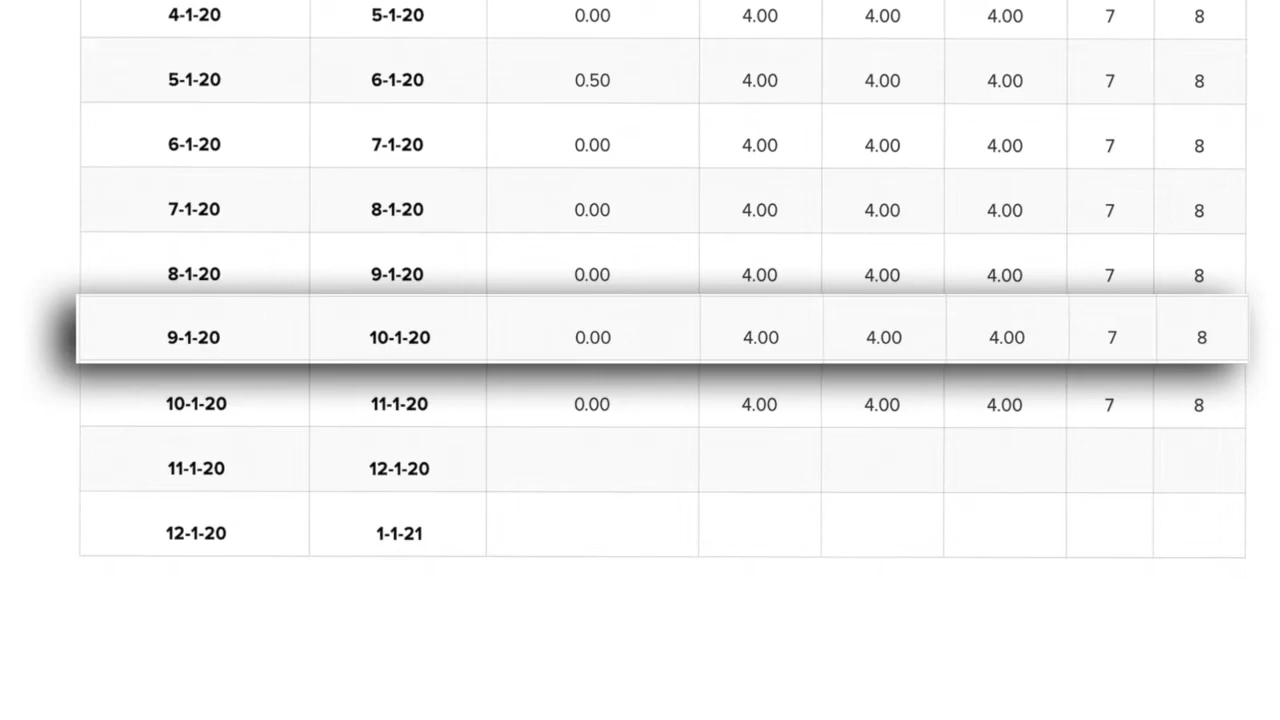 4-1-20 5-1-20 0.00 4.00 4.00 4.00 7 8
5-1-20 6-1-20 0.50 4.00 4.00 4.00 7 8
6-1-20 7-1-20 0.00 4.00 4.00 4.00 7 8
7-1-20 8-1-20 0.00 4.00 4.00 4.00 7 8
8-1-20 9-1-20 0.00 4.00 4.00 4.00 7 8
9-1-20 10-1-20 0.00 4.00 4.00 4.00 7 8
10-1-20 11-1-20 0.00 4.00 4.00 4.00 7 8
11-1-20 12-1-20
12-1-20 1-1-21